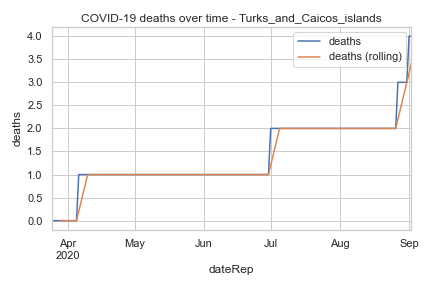 COVID-19 deaths over time - Turks_and_Caicos_islands
deaths
deaths (rolling)
4.0
3.5
3.0
2.5
2.0
1.5
1.0
0.5
0.0
deaths
Apr
2020
May
Jun
Jul
Aug
Sep
dateRep